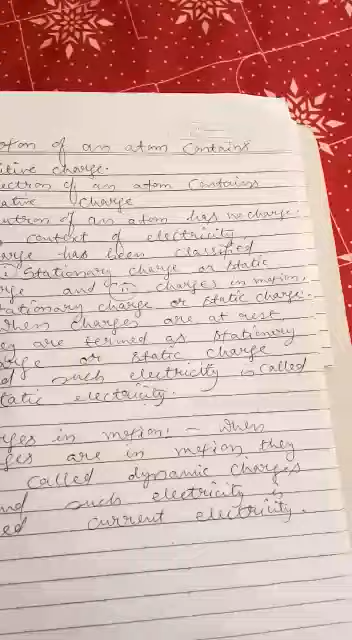 oton of an atom contains
itive charge.
ectron of an atom contains
ative charge
utron of an atom has no charge.
context of electricity
arge has been classified
(i) Stationary charge or static
rge and (ii) charges in motion.
tationary charge or static charge.
when charges are at rest
ey are termed as stationary
arge or static charge
d such electricity is called
tatic electricity.
rges in motion: - when
ges are in motion they
called dynamic charges
nd such electricity is
ed current electricity.